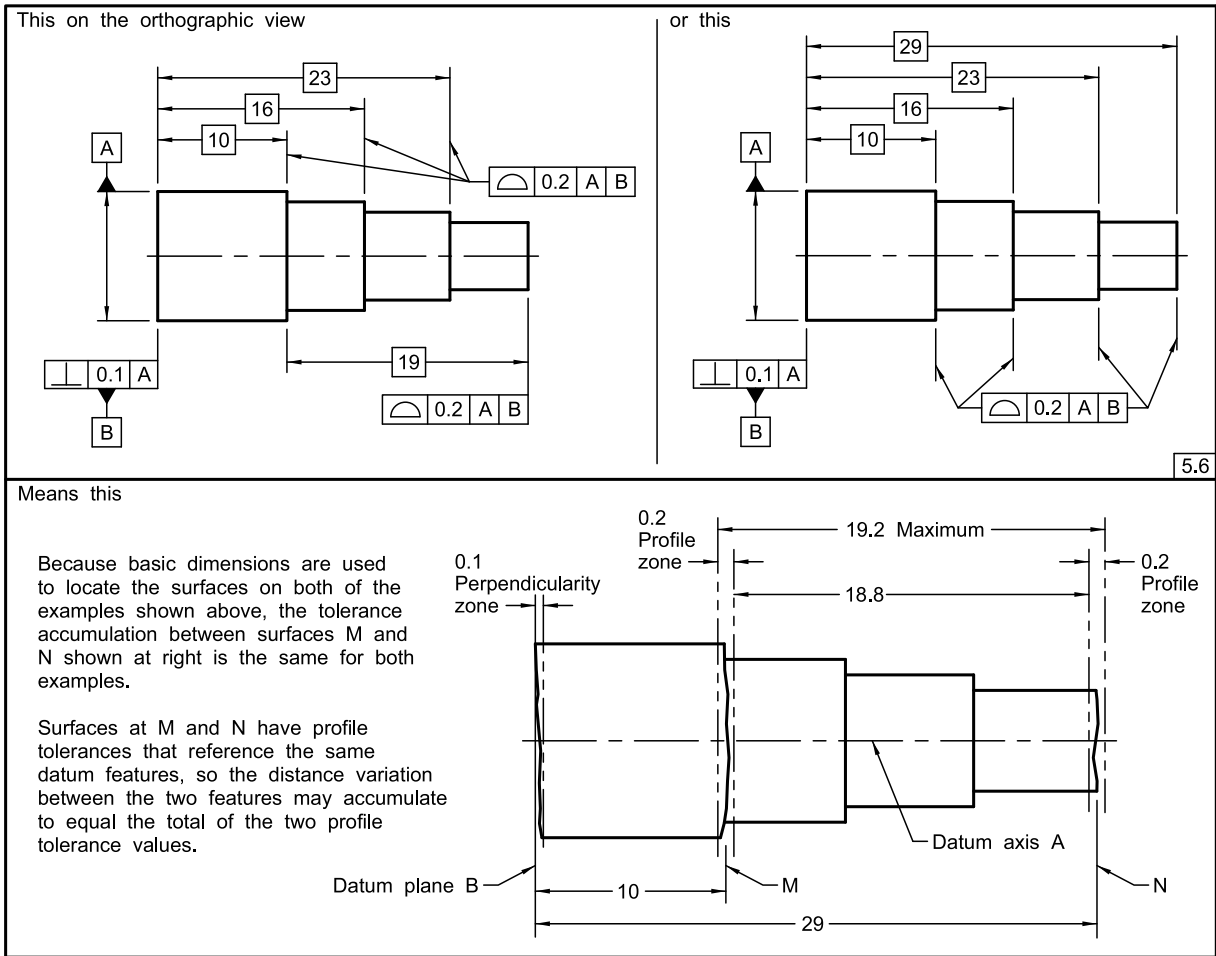 This on the orthographic view
23
16
10
A
⌓ 0.2 A B
⟂ 0.1 A
B
19
⌓ 0.2 A B
or this
29
23
16
10
A
⟂ 0.1 A
B
⌓ 0.2 A B
5.6
Means this
Because basic dimensions are used
to locate the surfaces on both of the
examples shown above, the tolerance
accumulation between surfaces M and
N shown at right is the same for both
examples.
Surfaces at M and N have profile
tolerances that reference the same
datum features, so the distance variation
between the two features may accumulate
to equal the total of the two profile
tolerance values.
0.1
Perpendicularity
zone
0.2
Profile
zone
19.2 Maximum
18.8
0.2
Profile
zone
Datum axis A
Datum plane B
10
M
N
29